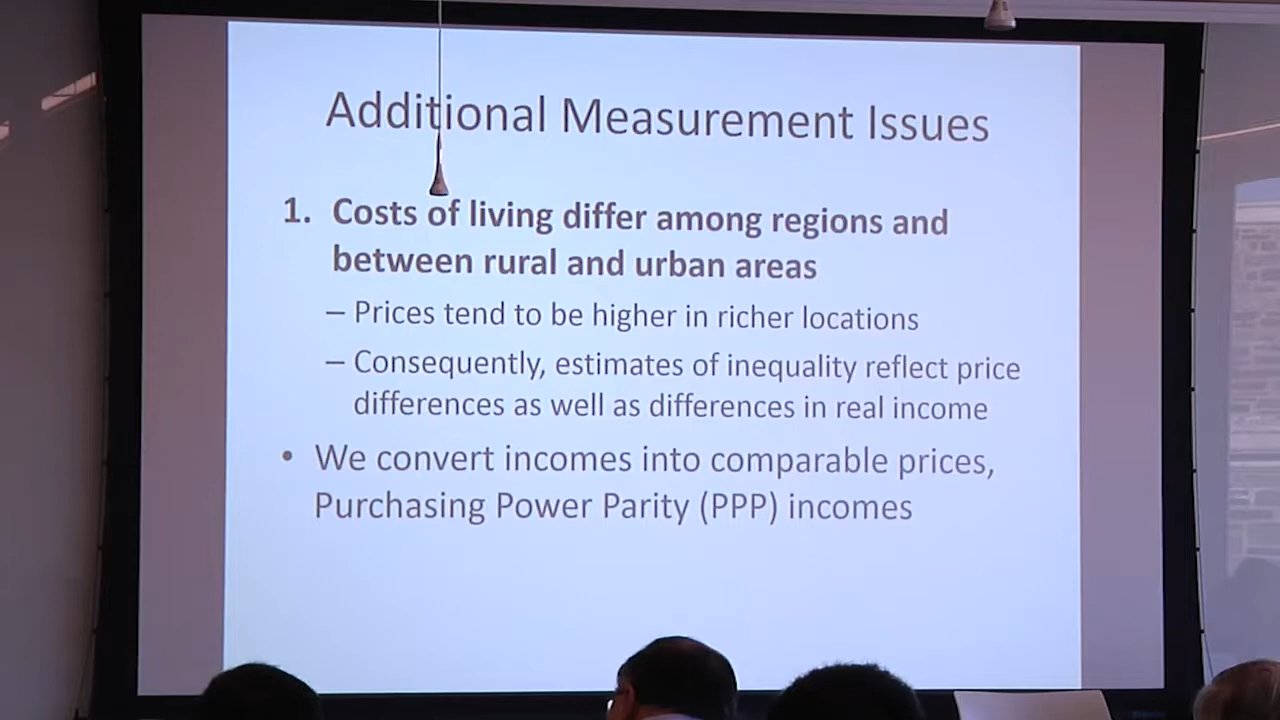 Additional Measurement Issues
1. Costs of living differ among regions and
between rural and urban areas
– Prices tend to be higher in richer locations
– Consequently, estimates of inequality reflect price
differences as well as differences in real income
• We convert incomes into comparable prices,
Purchasing Power Parity (PPP) incomes